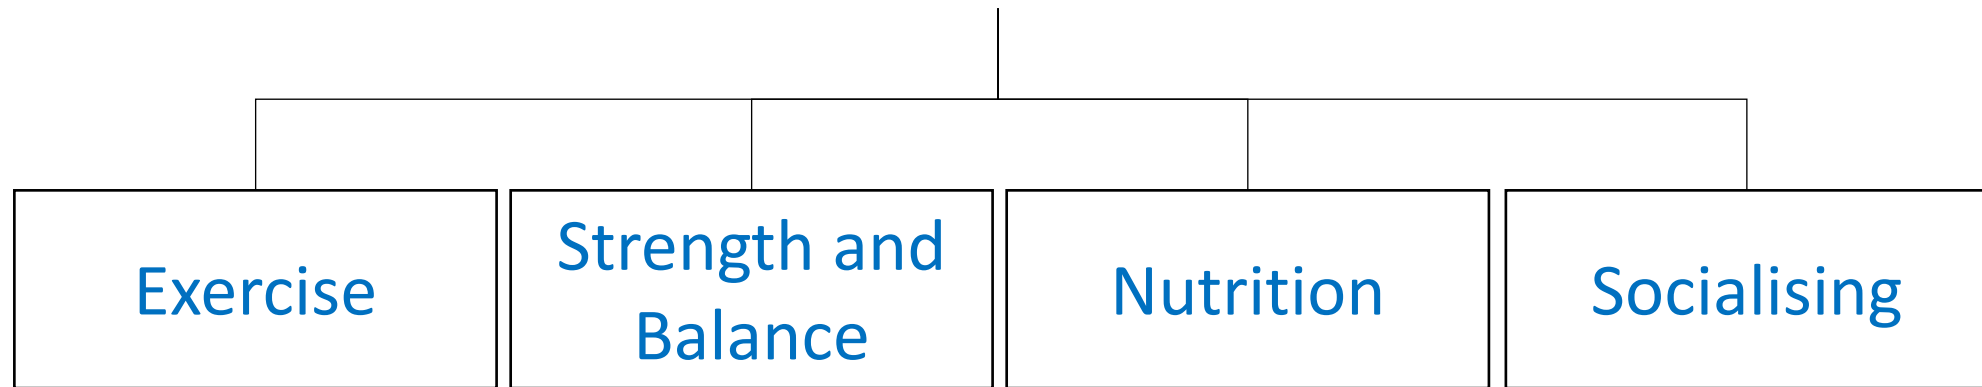 Exercise
Strength and
Balance
Nutrition
Socialising